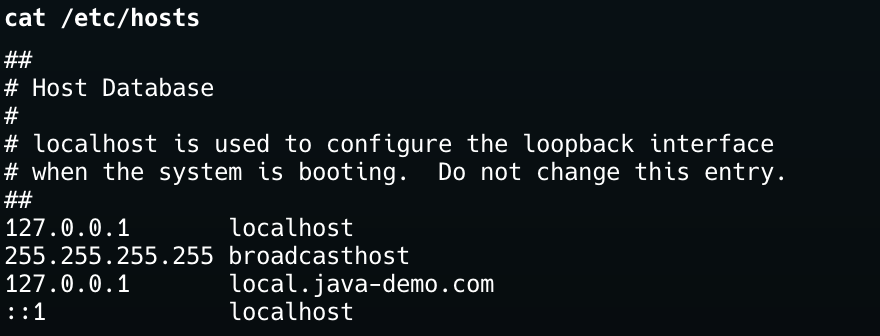 cat /etc/hosts
##
# Host Database
#
# localhost is used to configure the loopback interface
# when the system is booting.  Do not change this entry.
##
127.0.0.1       localhost
255.255.255.255 broadcasthost
127.0.0.1       local.java-demo.com
::1             localhost